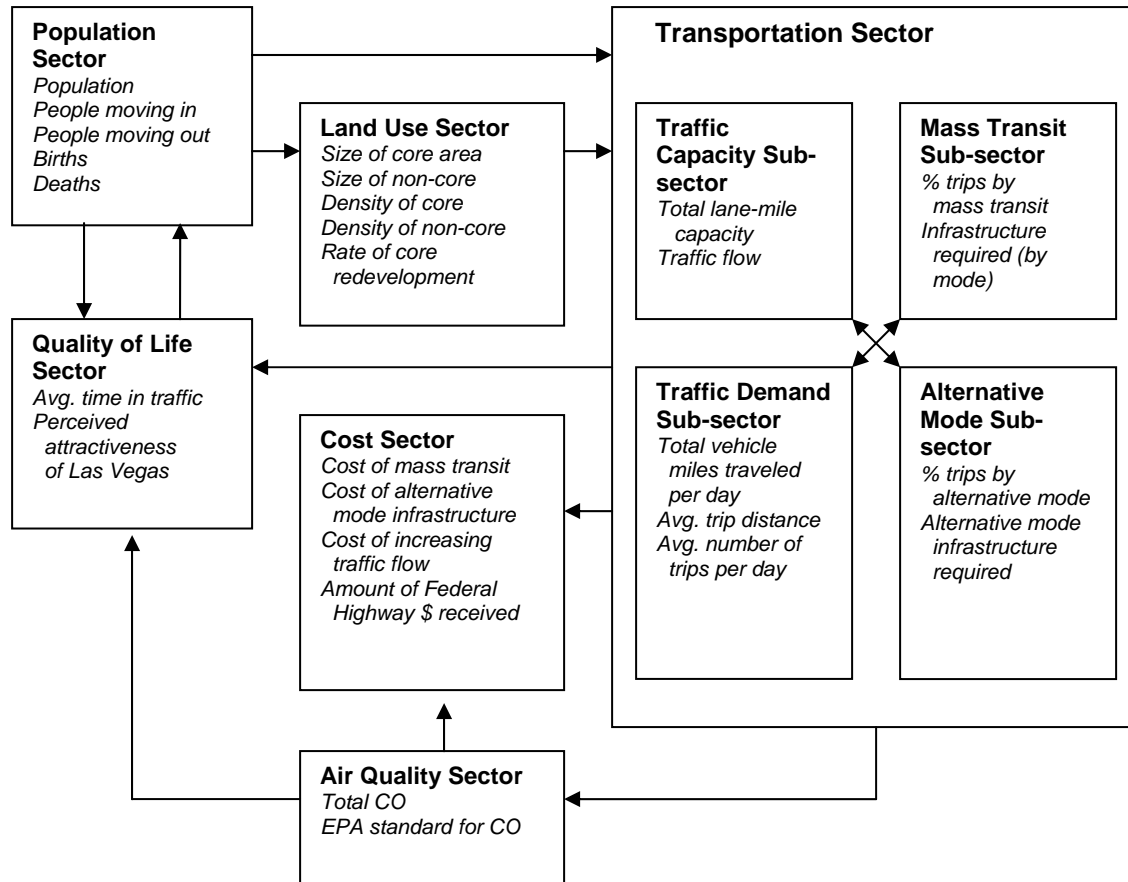 Population
Sector
Population
People moving in
People moving out
Births
Deaths
Land Use Sector
Size of core area
Size of non-core
Density of core
Density of non-core
Rate of core
redevelopment
Transportation Sector
Traffic
Capacity Sub-
sector
Total lane-mile
capacity
Traffic flow
Mass Transit
Sub-sector
% trips by
mass transit
Infrastructure
required (by
mode)
Quality of Life
Sector
Avg. time in traffic
Perceived
attractiveness
of Las Vegas
Cost Sector
Cost of mass transit
Cost of alternative
mode infrastructure
Cost of increasing
traffic flow
Amount of Federal
Highway $ received
Traffic Demand
Sub-sector
Total vehicle
miles traveled
per day
Avg. trip distance
Avg. number of
trips per day
Alternative
Mode Sub-
sector
% trips by
alternative mode
Alternative mode
infrastructure
required
Air Quality Sector
Total CO
EPA standard for CO